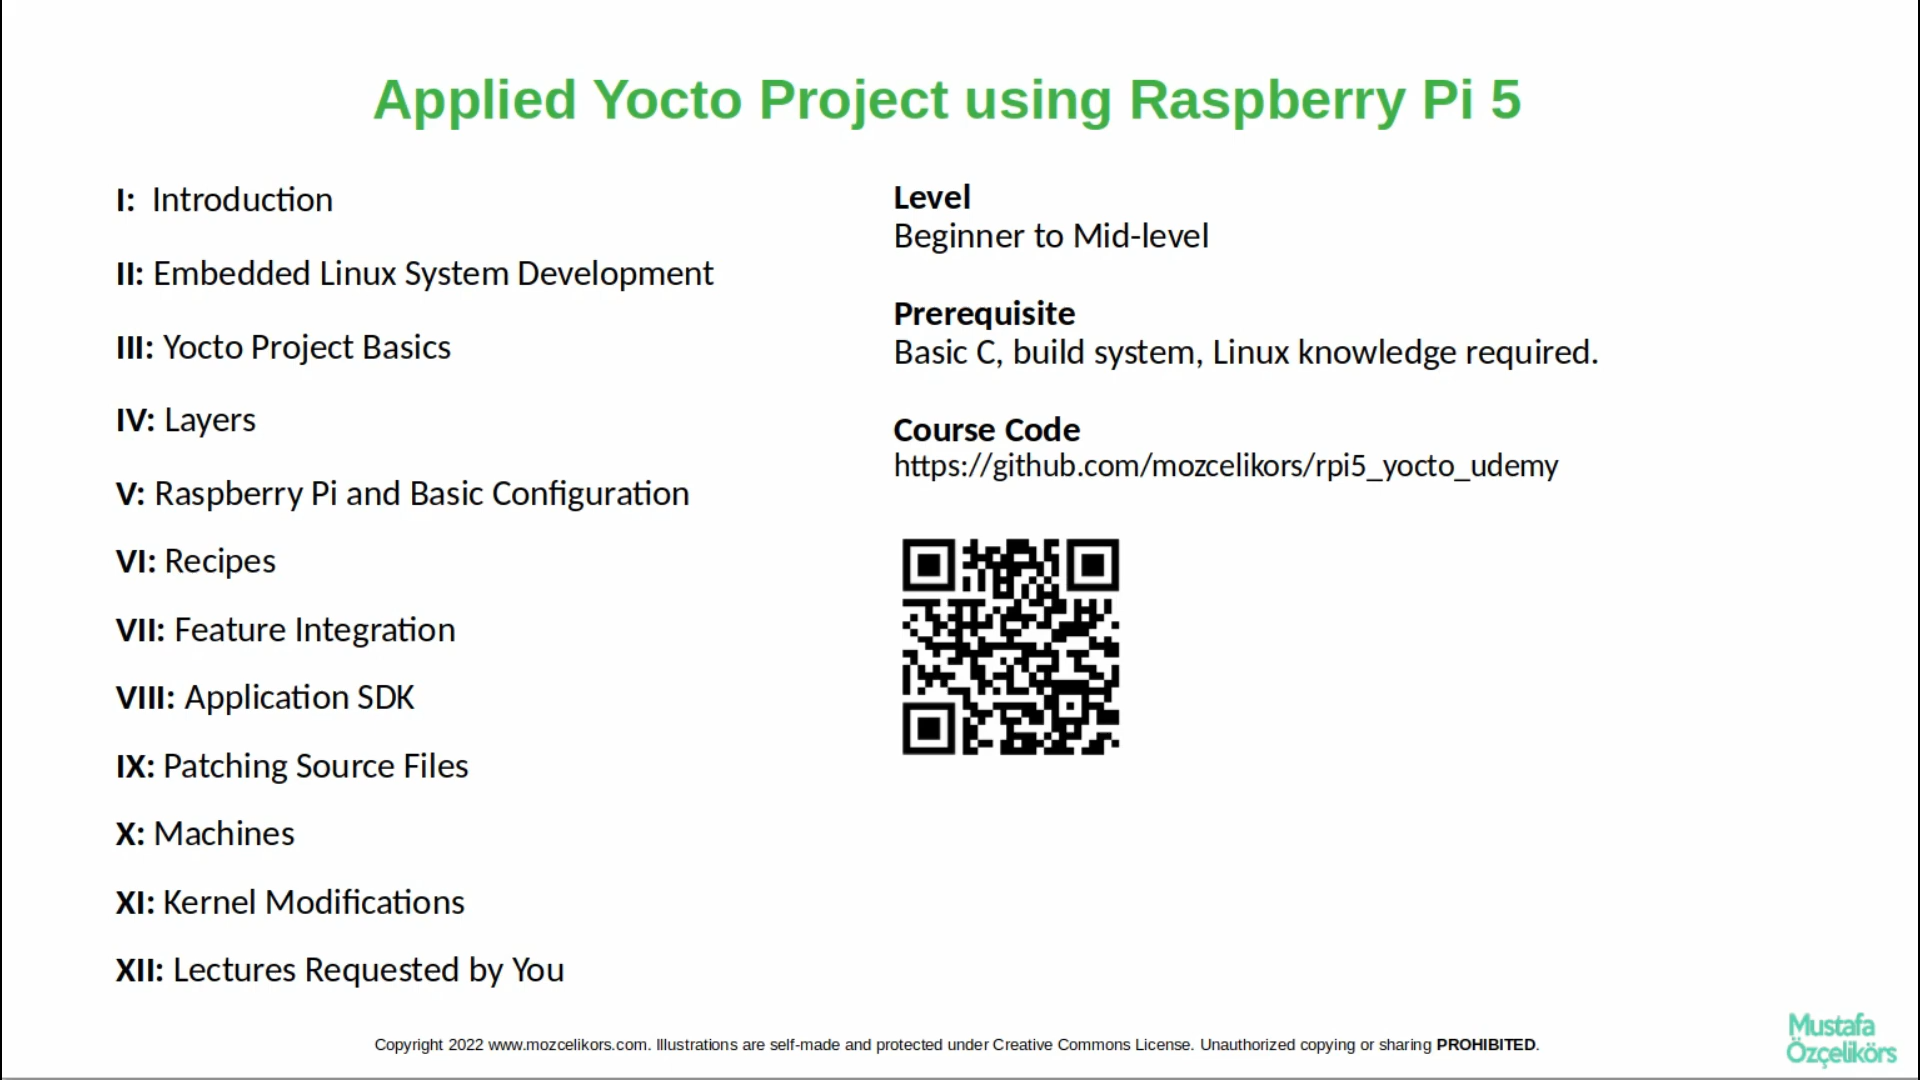 Applied Yocto Project using Raspberry Pi 5
I: Introduction
II: Embedded Linux System Development
III: Yocto Project Basics
IV: Layers
V: Raspberry Pi and Basic Configuration
VI: Recipes
VII: Feature Integration
VIII: Application SDK
IX: Patching Source Files
X: Machines
XI: Kernel Modifications
XII: Lectures Requested by You
Level
Beginner to Mid-level
Prerequisite
Basic C, build system, Linux knowledge required.
Course Code
https://github.com/mozcelikors/rpi5_yocto_udemy
Copyright 2022 www.mozcelikors.com. Illustrations are self-made and protected under Creative Commons License. Unauthorized copying or sharing PROHIBITED.
Mustafa
Özçelikörs